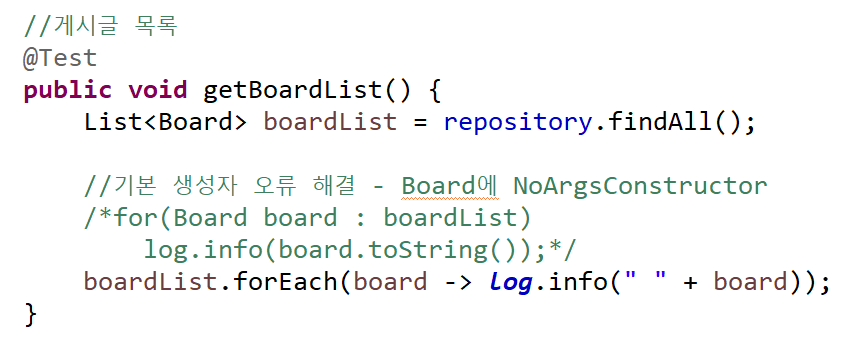 //게시글 목록
@Test
public void getBoardList() {
    List<Board> boardList = repository.findAll();

    //기본 생성자 오류 해결 - Board에 NoArgsConstructor
    /*for(Board board : boardList)
        log.info(board.toString());*/
    boardList.forEach(board -> log.info(" " + board));
}